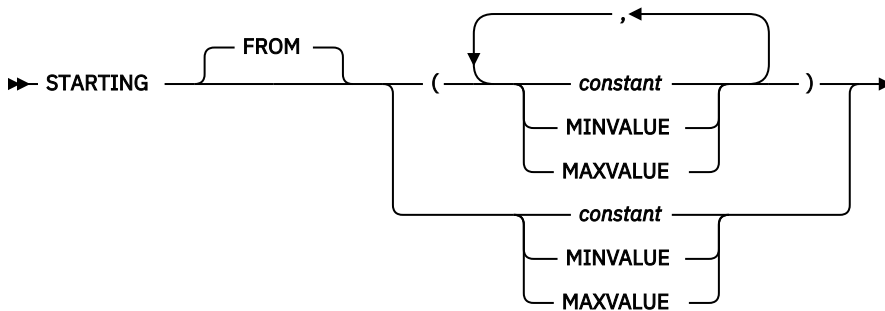 ,
FROM
STARTING ( constant )
MINVALUE
MAXVALUE
constant
MINVALUE
MAXVALUE